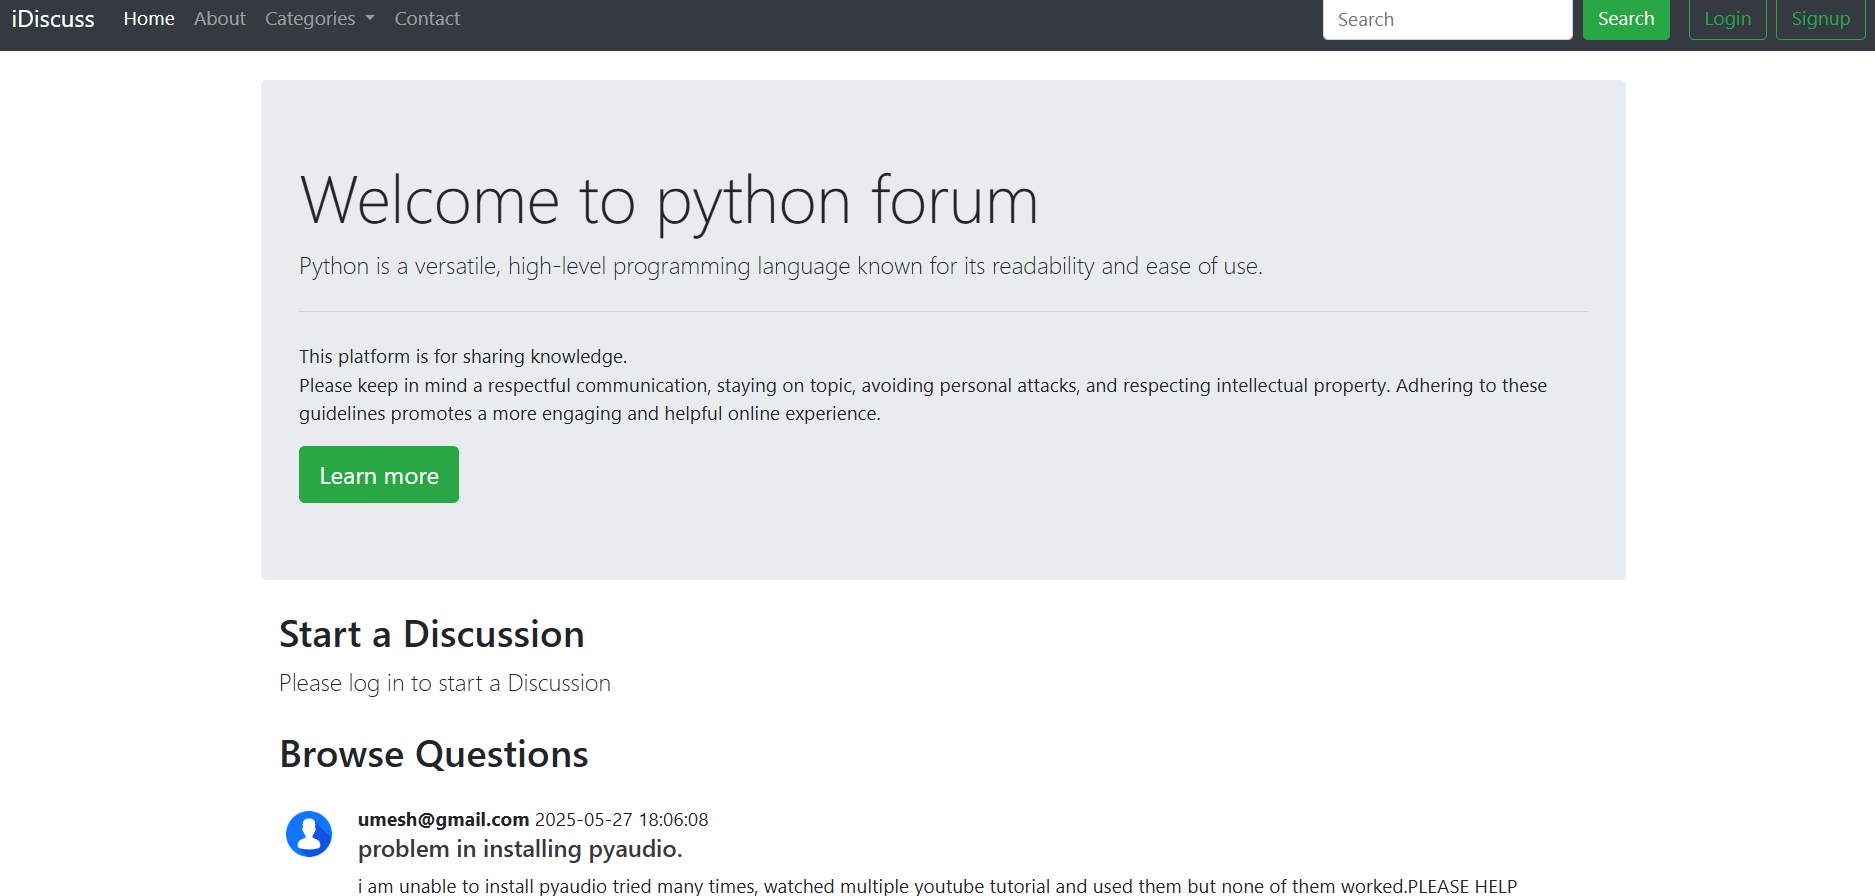 iDiscuss Home About Categories Contact Search Search Login Signup
Welcome to python forum
Python is a versatile, high-level programming language known for its readability and ease of use.
This platform is for sharing knowledge.
Please keep in mind a respectful communication, staying on topic, avoiding personal attacks, and respecting intellectual property. Adhering to these
guidelines promotes a more engaging and helpful online experience.
Learn more
Start a Discussion
Please log in to start a Discussion
Browse Questions
umesh@gmail.com 2025-05-27 18:06:08
problem in installing pyaudio.
i am unable to install pyaudio tried many times, watched multiple youtube tutorial and used them but none of them worked.PLEASE HELP